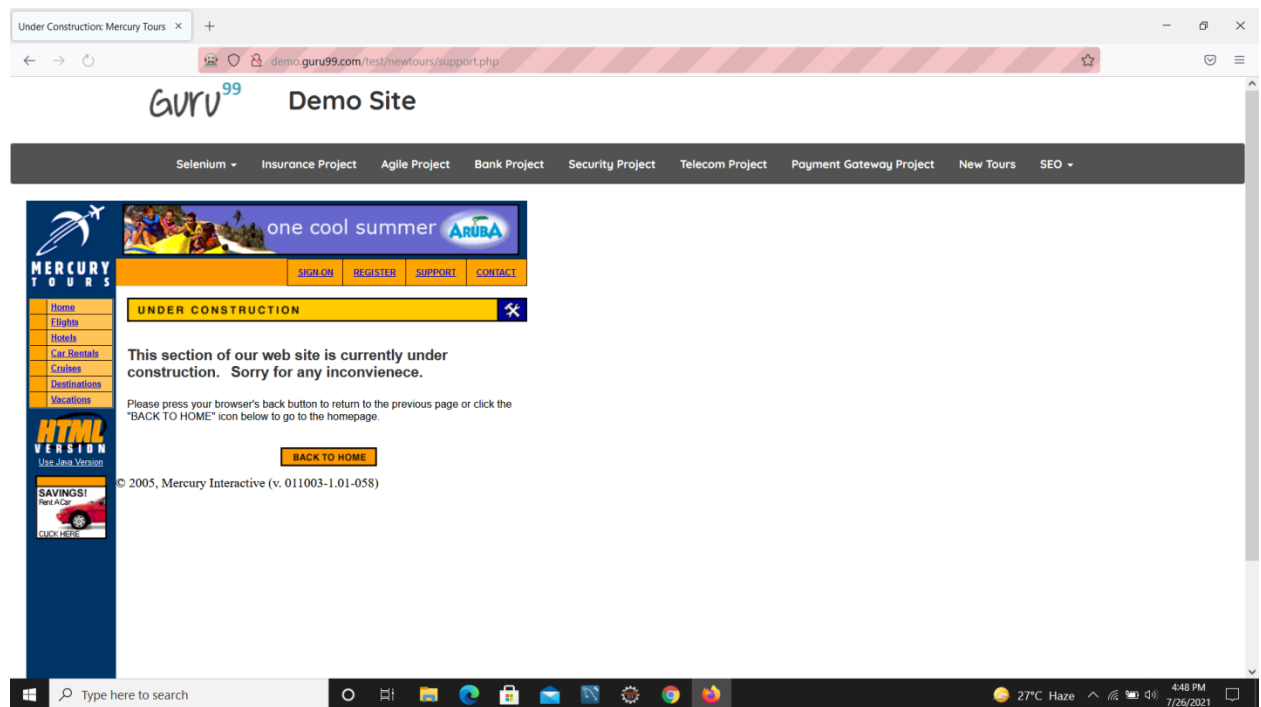 Under Construction: Mercury Tours
demo.guru99.com/test/newtours/support.php
Guru99 Demo Site
Selenium Insurance Project Agile Project Bank Project Security Project Telecom Project Payment Gateway Project New Tours SEO
MERCURY
TOURS
one cool summer ARUBA
SIGN-ON REGISTER SUPPORT CONTACT
Home
Flights
Hotels
Car Rentals
Cruises
Destinations
Vacations
HTML
VERSION
Use Java Version
SAVINGS!
Rent A Car
CLICK HERE
UNDER CONSTRUCTION
This section of our web site is currently under
construction. Sorry for any inconvienece.
Please press your browser's back button to return to the previous page or click the
"BACK TO HOME" icon below to go to the homepage.
BACK TO HOME
© 2005, Mercury Interactive (v. 011003-1.01-058)
Type here to search
27°C Haze
4:48 PM
7/26/2021